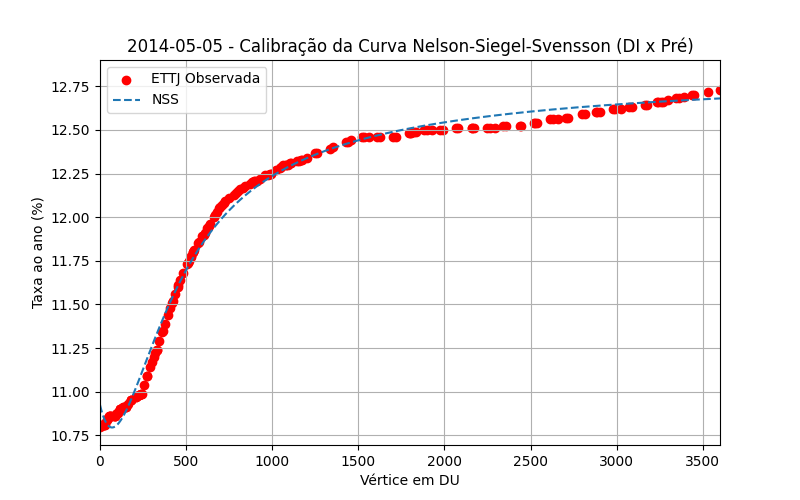 2014-05-05 - Calibração da Curva Nelson-Siegel-Svensson (DI x Pré)
ETTJ Observada
NSS
Taxa ao ano (%)
12.75
12.50
12.25
12.00
11.75
11.50
11.25
11.00
10.75
0 500 1000 1500 2000 2500 3000 3500
Vértice em DU